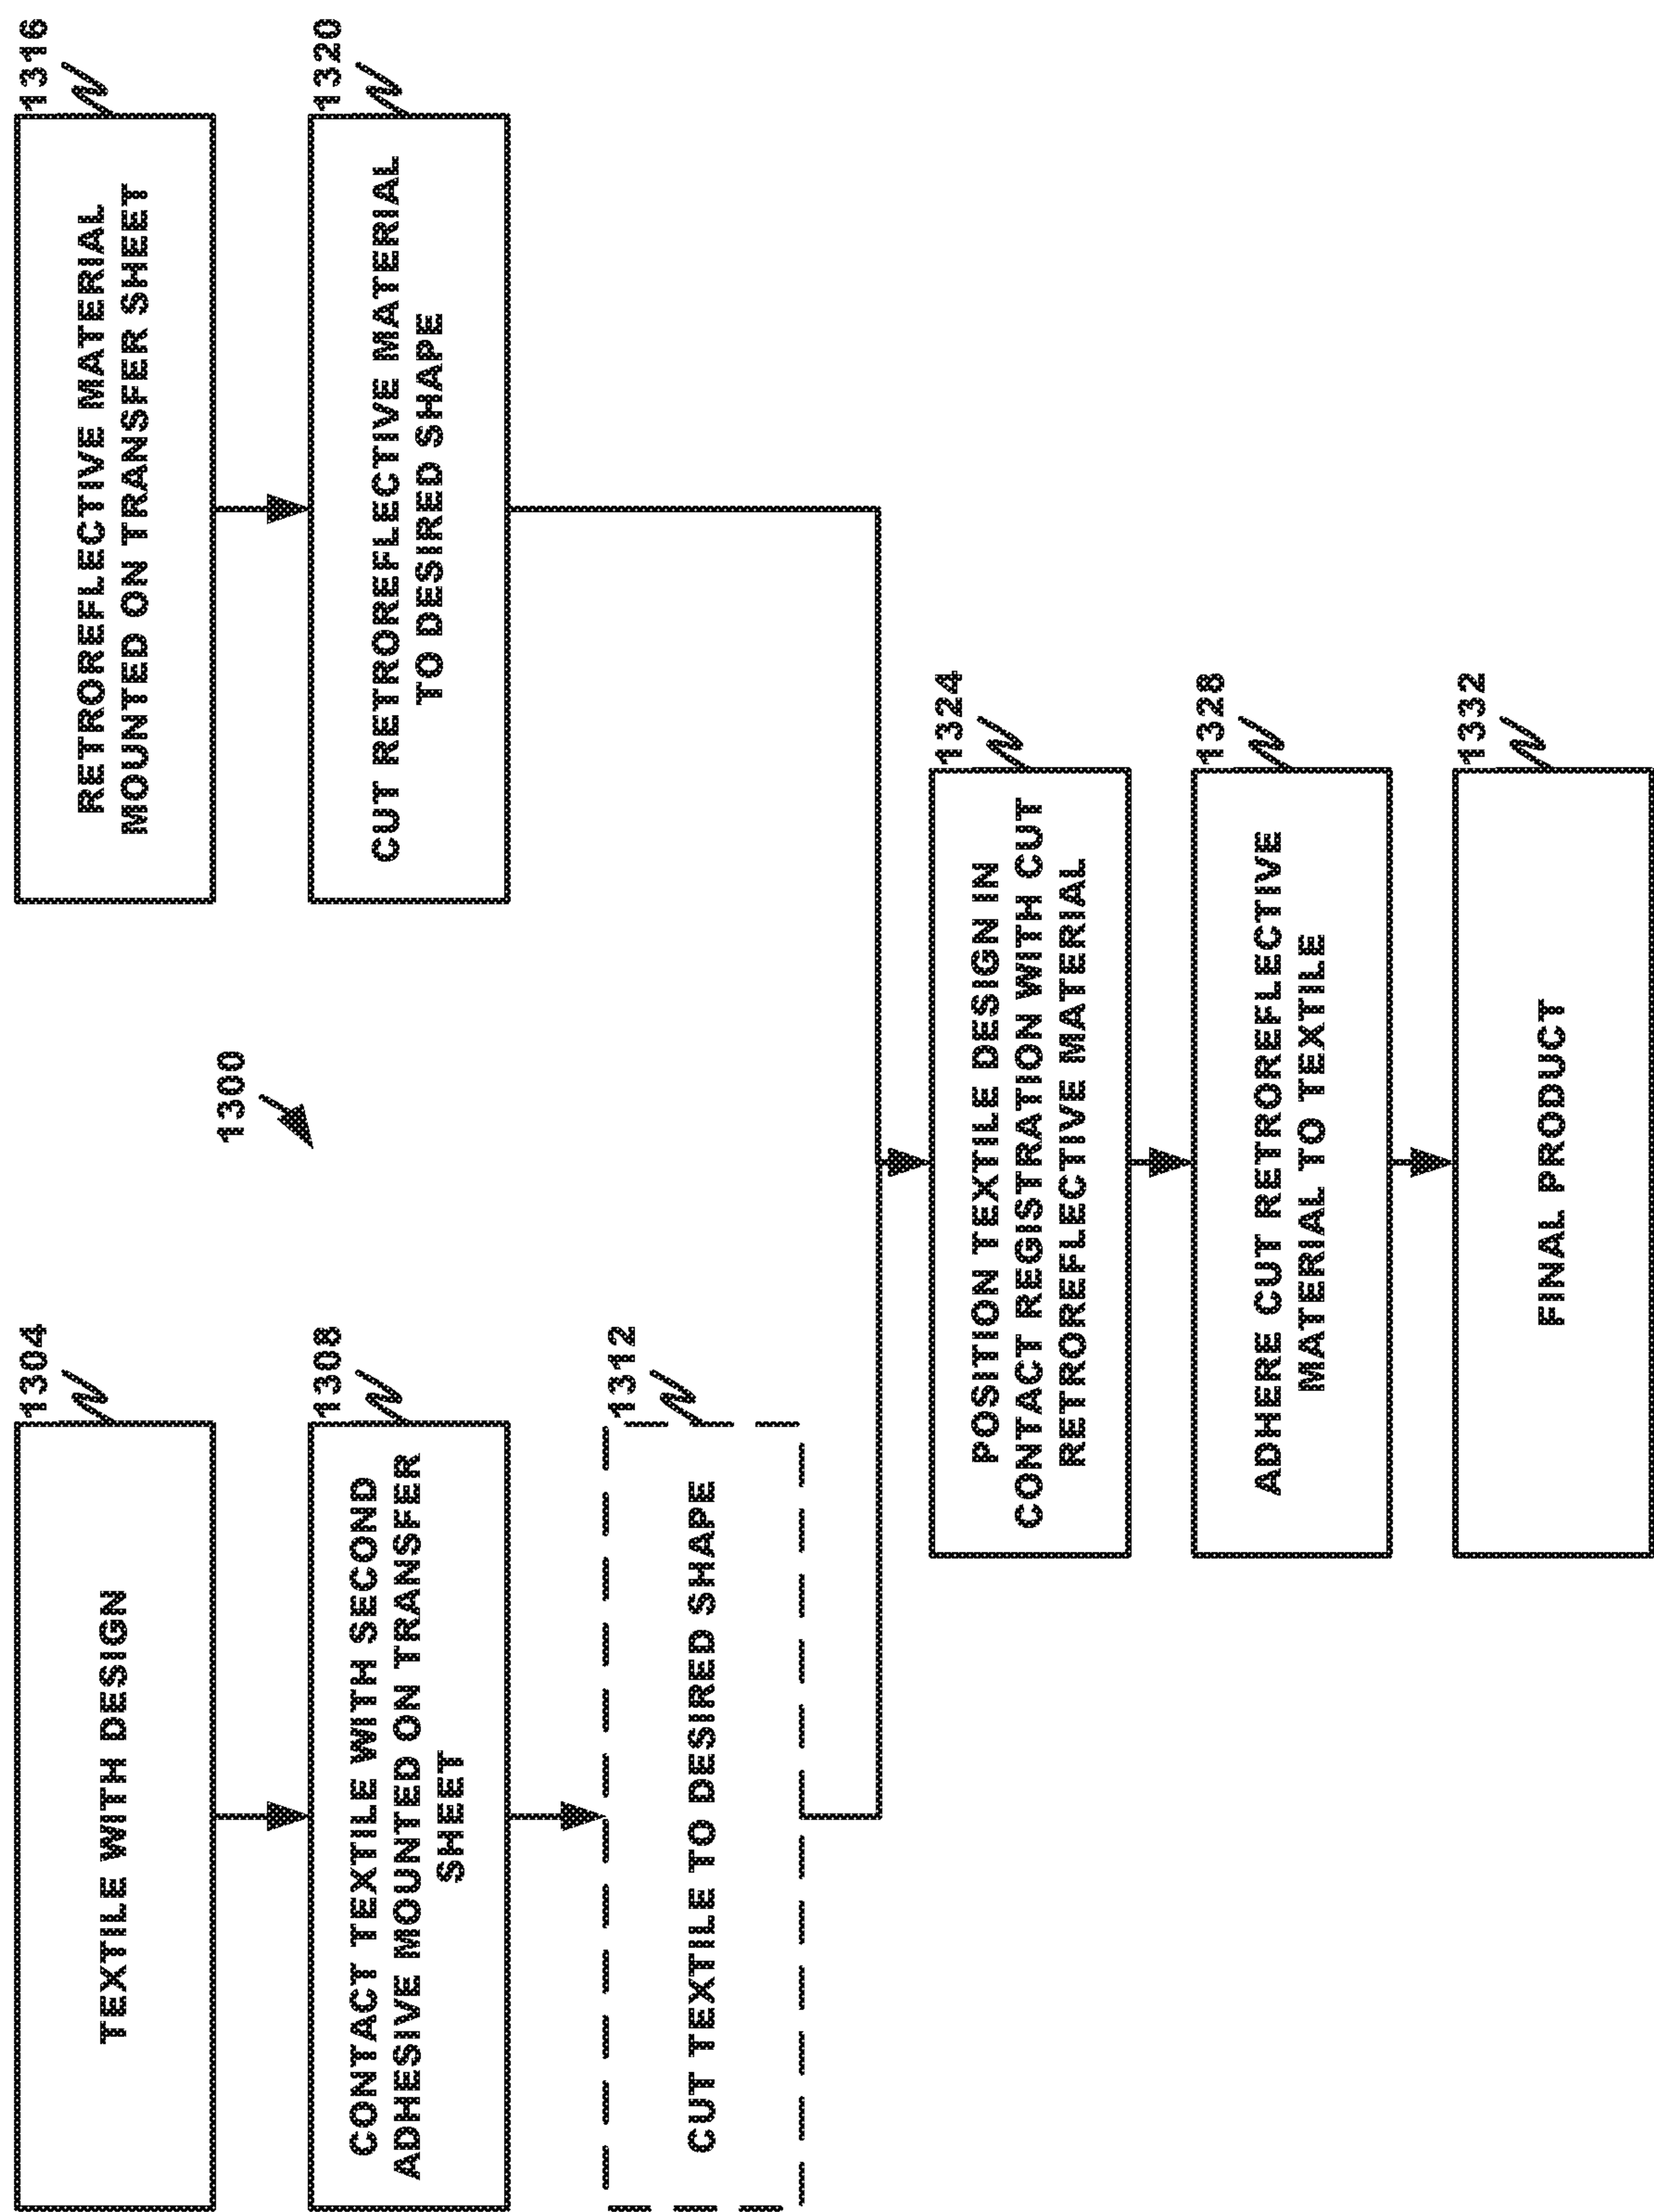 1304
TEXTILE WITH DESIGN
1308
CONTACT TEXTILE WITH SECOND
ADHESIVE MOUNTED ON TRANSFER
SHEET
1312
CUT TEXTILE TO DESIRED SHAPE
1300
1316
RETROREFLECTIVE MATERIAL
MOUNTED ON TRANSFER SHEET
1320
CUT RETROREFLECTIVE MATERIAL
TO DESIRED SHAPE
1324
POSITION TEXTILE DESIGN IN
CONTACT REGISTRATION WITH CUT
RETROREFLECTIVE MATERIAL
1328
ADHERE CUT RETROREFLECTIVE
MATERIAL TO TEXTILE
1332
FINAL PRODUCT